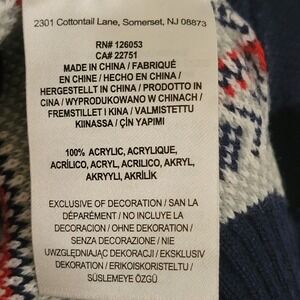 2301 Cottontail Lane, Somerset, NJ 08873
RN# 126053
CA# 22751
MADE IN CHINA / FABRIQUÉ
EN CHINE / HECHO EN CHINA /
HERGESTELLT IN CHINA / PRODOTTO IN
CINA / WYPRODUKOWANO W CHINACH /
FREMSTILLET I KINA / VALMISTETTU
KIINASSA / ÇİN YAPIMI
100% ACRYLIC, ACRYLIQUE,
ACRÍLICO, ACRYL, ACRILICO, AKRYL,
AKRYYLI, AKRİLİK
EXCLUSIVE OF DECORATION / SAN LA
DÉPAREMÉNT / NO INCLUYE LA
DECORACION / OHNE DEKORATION /
SENZA DECORAZIONE / NIE
UWZGLĘDNIAJĄC DEKORACJI / EKSKLUSIV
DEKORATION / ERIKOISKORISTELU /
SÜSLEMEYE ÖZGÜ